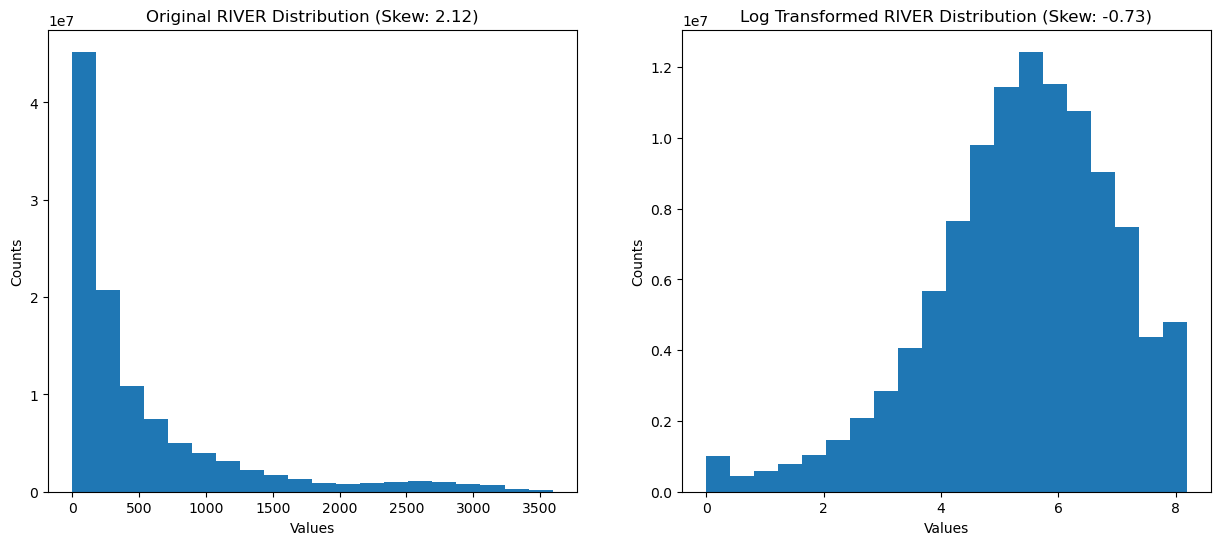 Original RIVER Distribution (Skew: 2.12)
1e7
4
3
2
1
0
Counts
0 500 1000 1500 2000 2500 3000 3500
Values
Log Transformed RIVER Distribution (Skew: -0.73)
1e7
1.2
1.0
0.8
0.6
0.4
0.2
0.0
Counts
0 2 4 6 8
Values